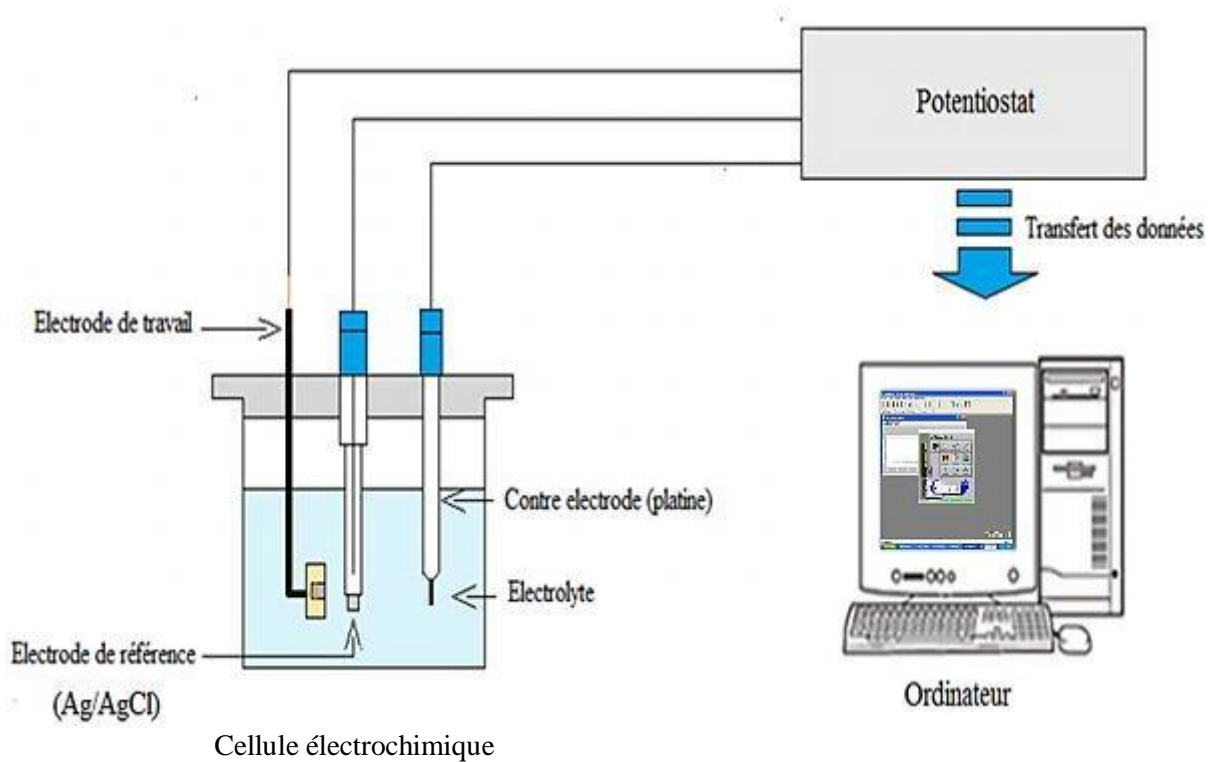 Potentiostat
Transfert des données
Electrode de travail
Contre electrode (platine)
Electrolyte
Electrode de référence
(Ag/AgCl)
Ordinateur
Cellule électrochimique